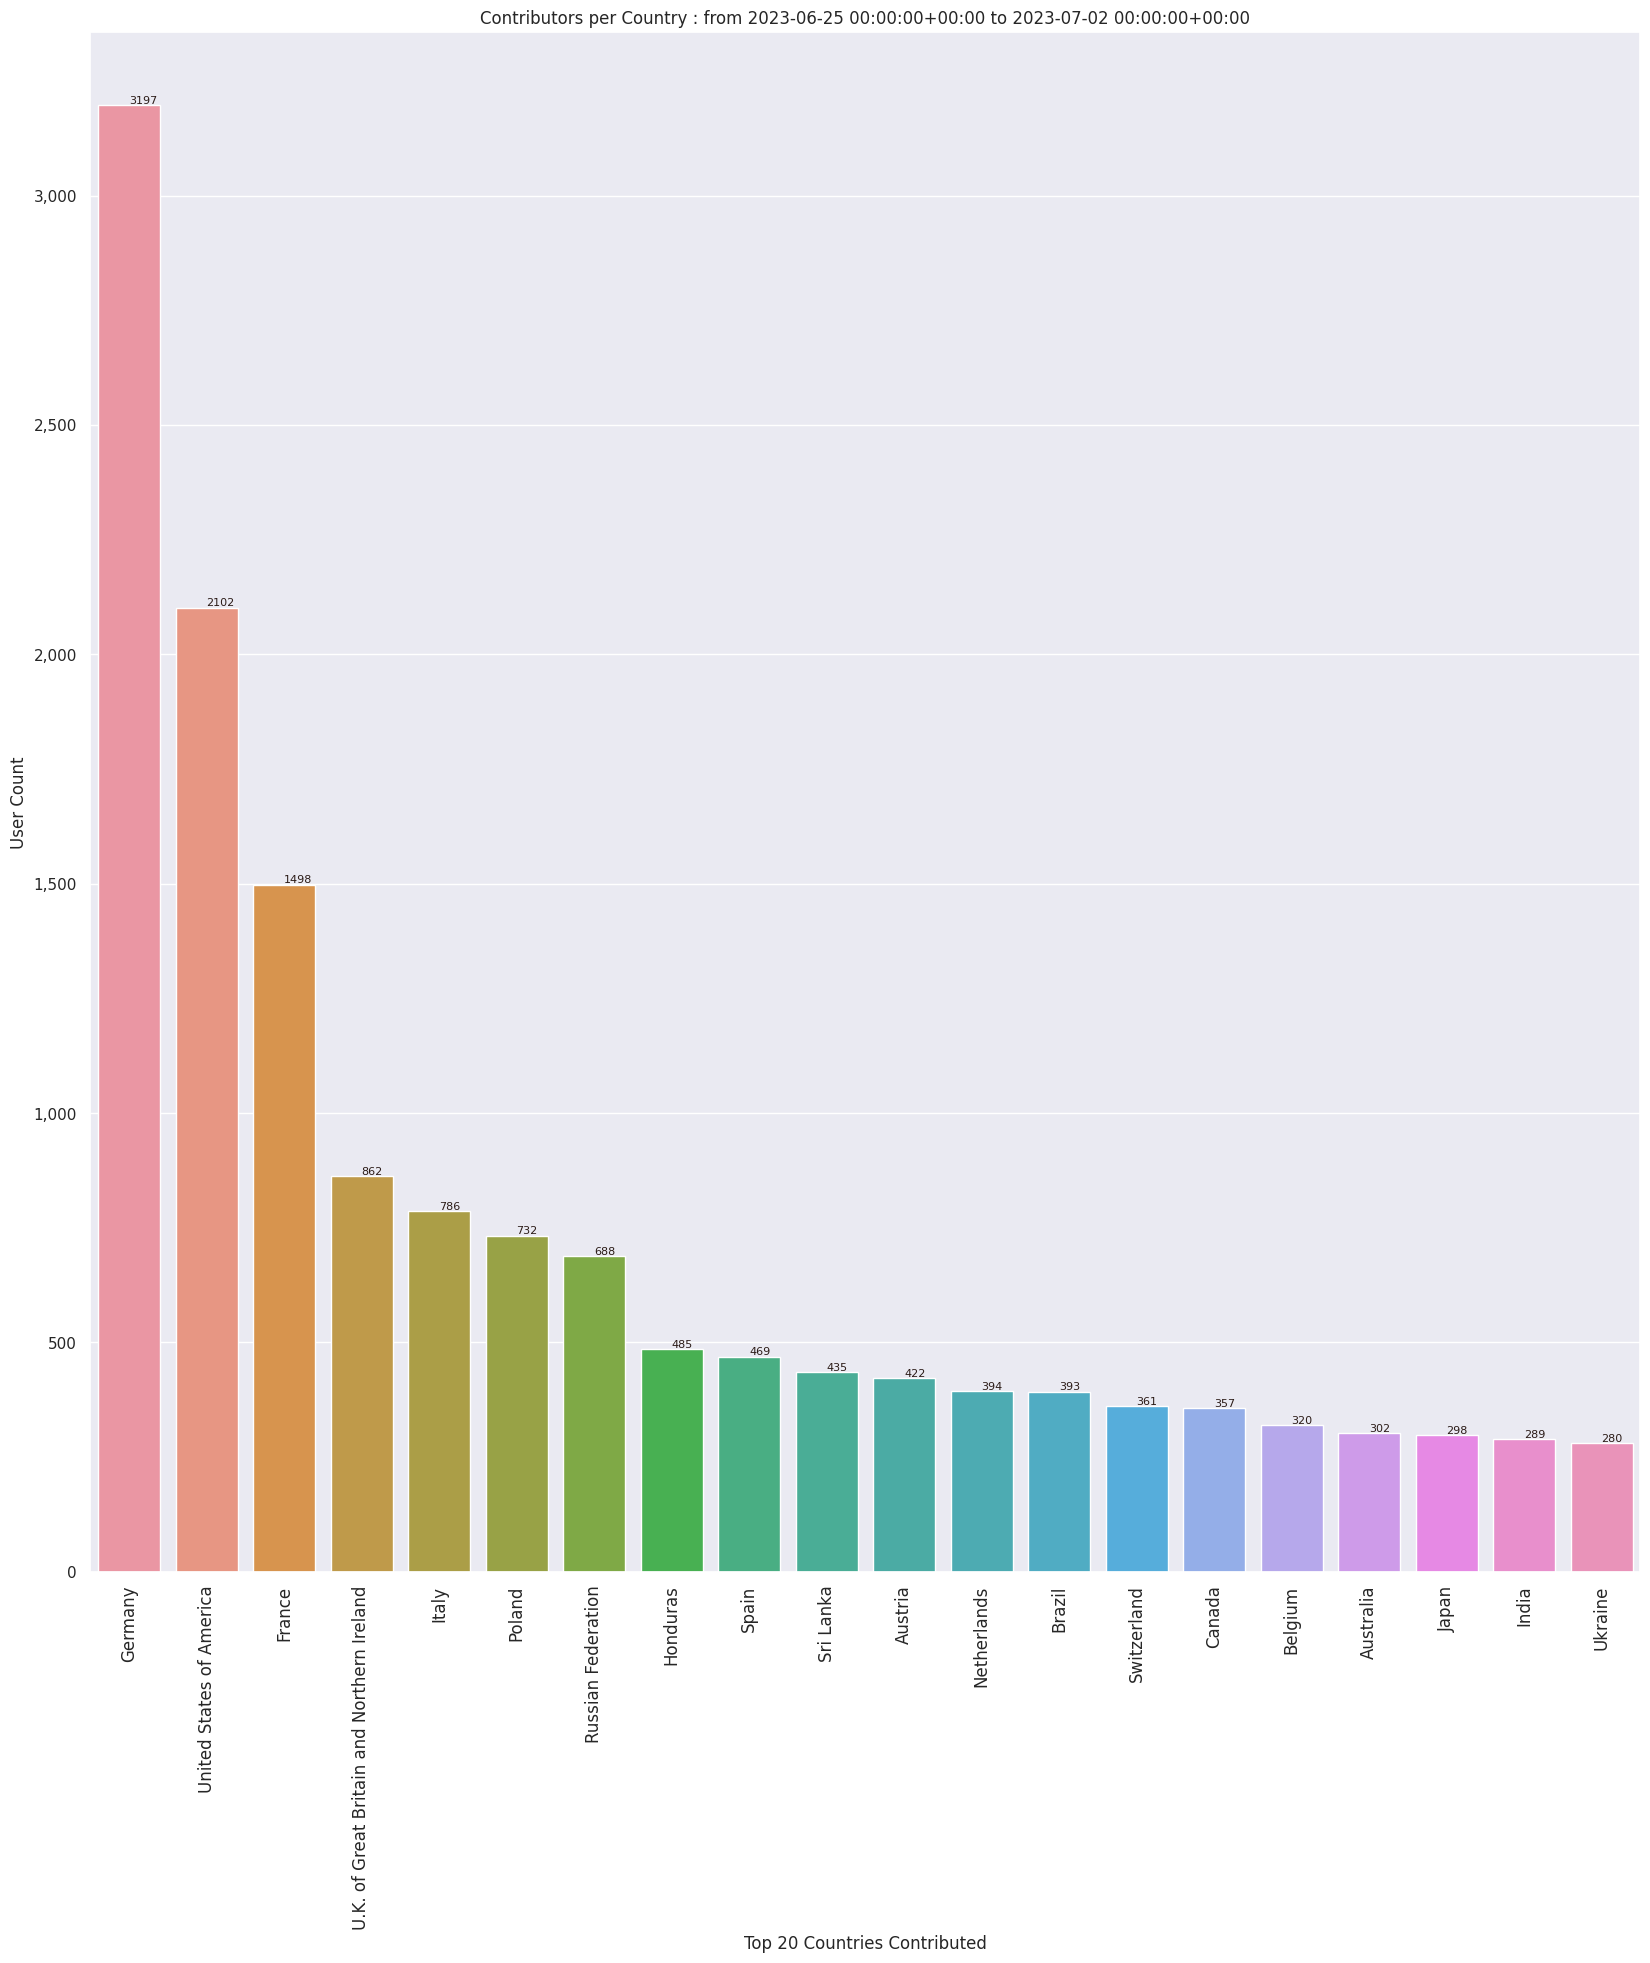 Contributors per Country : from 2023-06-25 00:00:00+00:00 to 2023-07-02 00:00:00+00:00
User Count
3,000
2,500
2,000
1,500
1,000
500
0
3197
2102
1498
862
786
732
688
485
469
435
422
394
393
361
357
320
302
298
289
280
Germany
United States of America
France
U.K. of Great Britain and Northern Ireland
Italy
Poland
Russian Federation
Honduras
Spain
Sri Lanka
Austria
Netherlands
Brazil
Switzerland
Canada
Belgium
Australia
Japan
India
Ukraine
Top 20 Countries Contributed